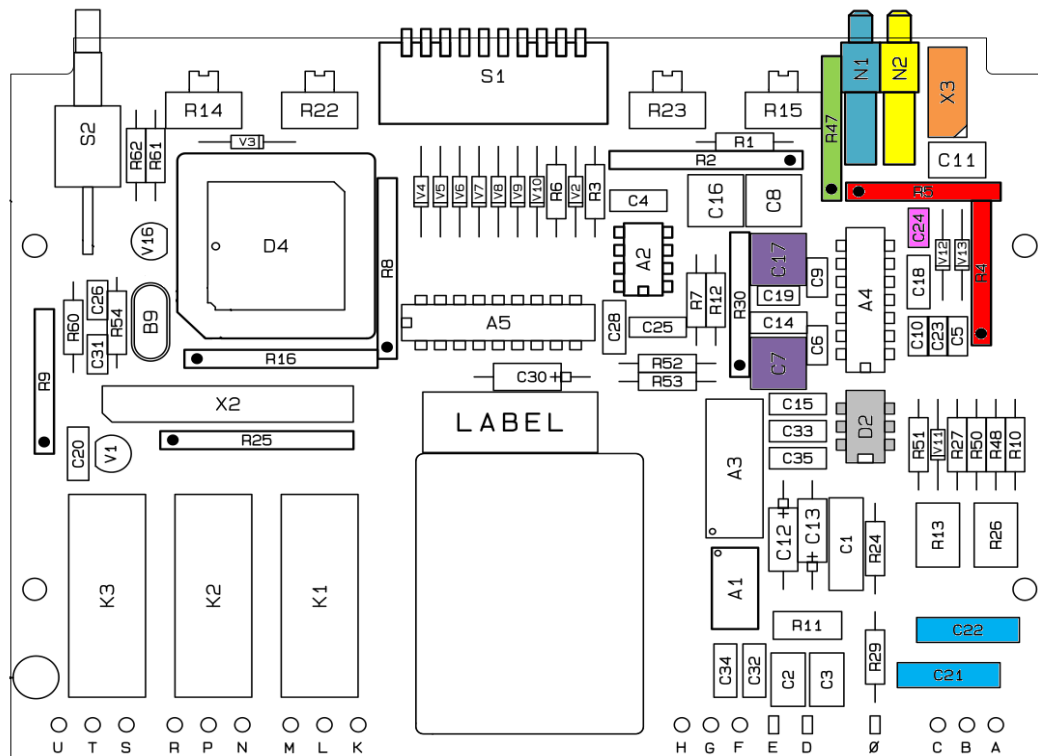 S1
N1
N2
X3
R14
R22
R23
R15
S2
R62
R61
V3
R47
R1
R2
C11
V4
V5
V6
V7
V8
V9
V10
R6
V2
R3
C4
C16
C8
R5
V16
D4
R8
A2
C17
C24
V12
V13
R4
R60
C26
R54
B9
R7
R12
R30
C9
C19
A4
C18
C31
A5
C28
C25
C14
C6
C10
C23
C5
R9
R16
C30
R52
R53
C7
X2
LABEL
C15
C33
C35
D2
R25
C20
V1
A3
R51
V11
R27
R50
R48
R10
C12
C13
C1
R24
R13
R26
K3
K2
K1
A1
R11
C22
C34
C32
C2
C3
R29
C21
U T S R P N M L K H G F E D Ø C B A